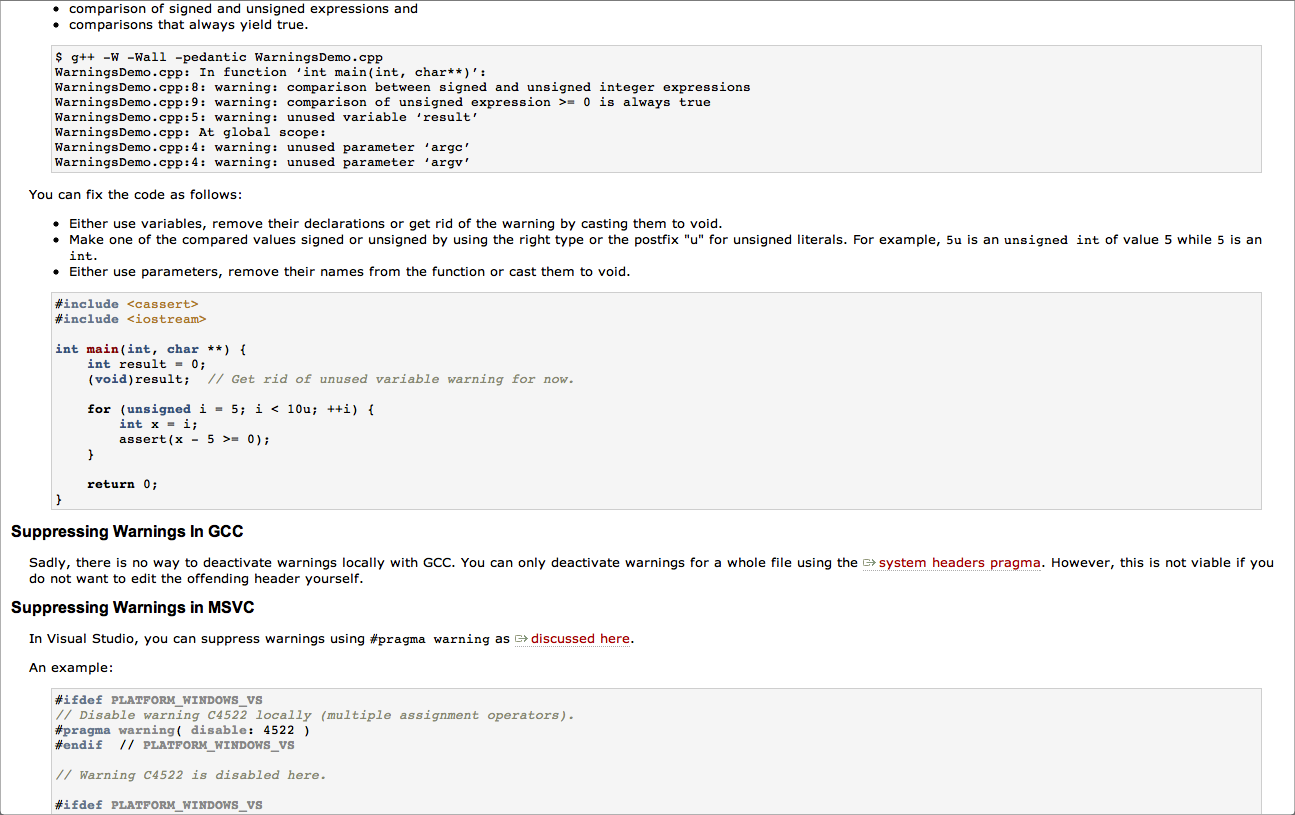 • comparison of signed and unsigned expressions and
• comparisons that always yield true.
$ g++ -W -Wall -pedantic WarningsDemo.cpp
WarningsDemo.cpp: In function ‘int main(int, char**)’:
WarningsDemo.cpp:8: warning: comparison between signed and unsigned integer expressions
WarningsDemo.cpp:9: warning: comparison of unsigned expression >= 0 is always true
WarningsDemo.cpp:5: warning: unused variable ‘result’
WarningsDemo.cpp: At global scope:
WarningsDemo.cpp:4: warning: unused parameter ‘argc’
WarningsDemo.cpp:4: warning: unused parameter ‘argv’
You can fix the code as follows:
• Either use variables, remove their declarations or get rid of the warning by casting them to void.
• Make one of the compared values signed or unsigned by using the right type or the postfix "u" for unsigned literals. For example, 5u is an unsigned int of value 5 while 5 is an
int.
• Either use parameters, remove their names from the function or cast them to void.
#include <cassert>
#include <iostream>
int main(int, char **) {
    int result = 0;
    (void)result;  // Get rid of unused variable warning for now.
    for (unsigned i = 5; i < 10u; ++i) {
        int x = i;
        assert(x - 5 >= 0);
    }
    return 0;
}
Suppressing Warnings In GCC
Sadly, there is no way to deactivate warnings locally with GCC. You can only deactivate warnings for a whole file using the system headers pragma. However, this is not viable if you
do not want to edit the offending header yourself.
Suppressing Warnings in MSVC
In Visual Studio, you can suppress warnings using #pragma warning as discussed here.
An example:
#ifdef PLATFORM_WINDOWS_VS
// Disable warning C4522 locally (multiple assignment operators).
#pragma warning( disable: 4522 )
#endif  // PLATFORM_WINDOWS_VS
// Warning C4522 is disabled here.
#ifdef PLATFORM_WINDOWS_VS